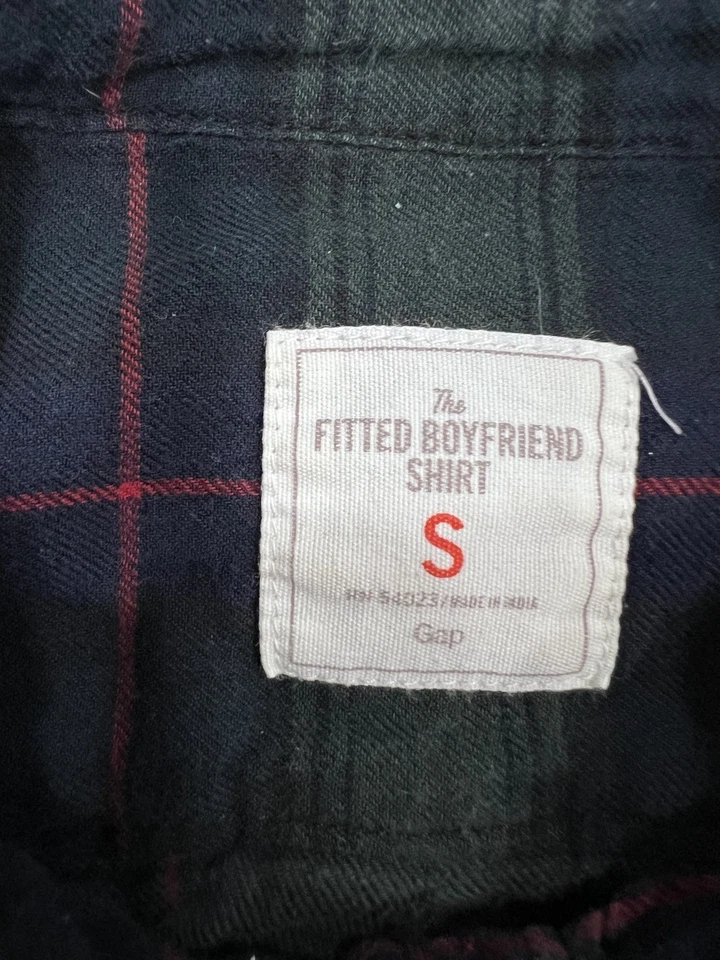 The
FITTED BOYFRIEND
SHIRT
S
RN# 54023 / MADE IN INDIA
Gap